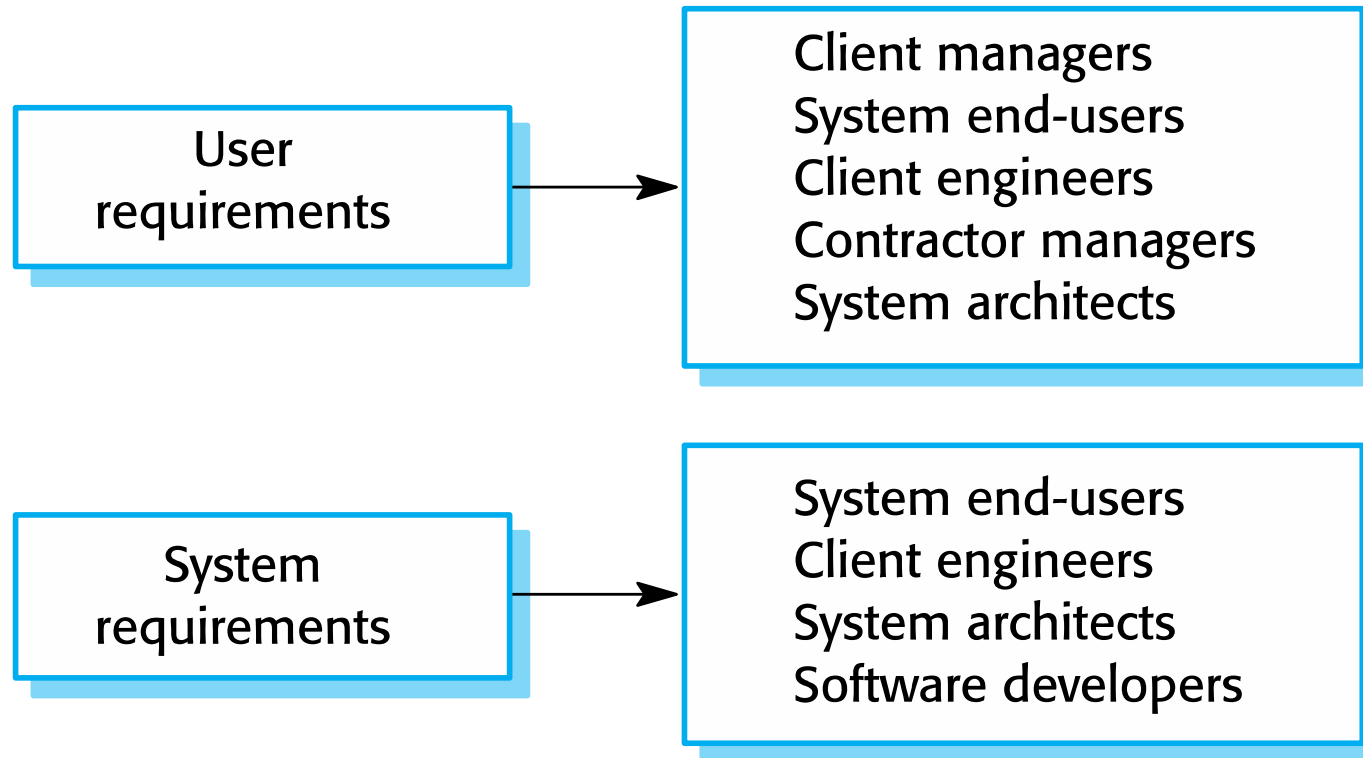 User
requirements
Client managers
System end-users
Client engineers
Contractor managers
System architects
System
requirements
System end-users
Client engineers
System architects
Software developers